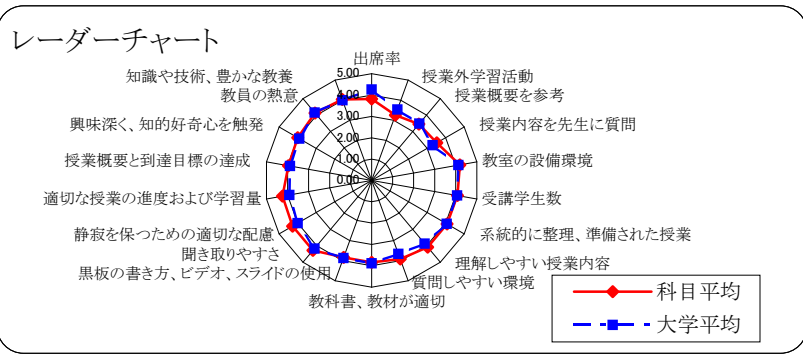 レーダーチャート
出席率
授業外学習活動
授業概要を参考
授業内容を先生に質問
教室の設備環境
受講学生数
系統的に整理、準備された授業
理解しやすい授業内容
質問しやすい環境
教科書、教材が適切
黒板の書き方、ビデオ、スライドの使用
聞き取りやすさ
静寂を保つための適切な配慮
適切な授業の進度および学習量
授業概要と到達目標の達成
興味深く、知的好奇心を触発
教員の熱意
知識や技術、豊かな教養
5.00
4.00
3.00
2.00
1.00
0.00
科目平均
大学平均